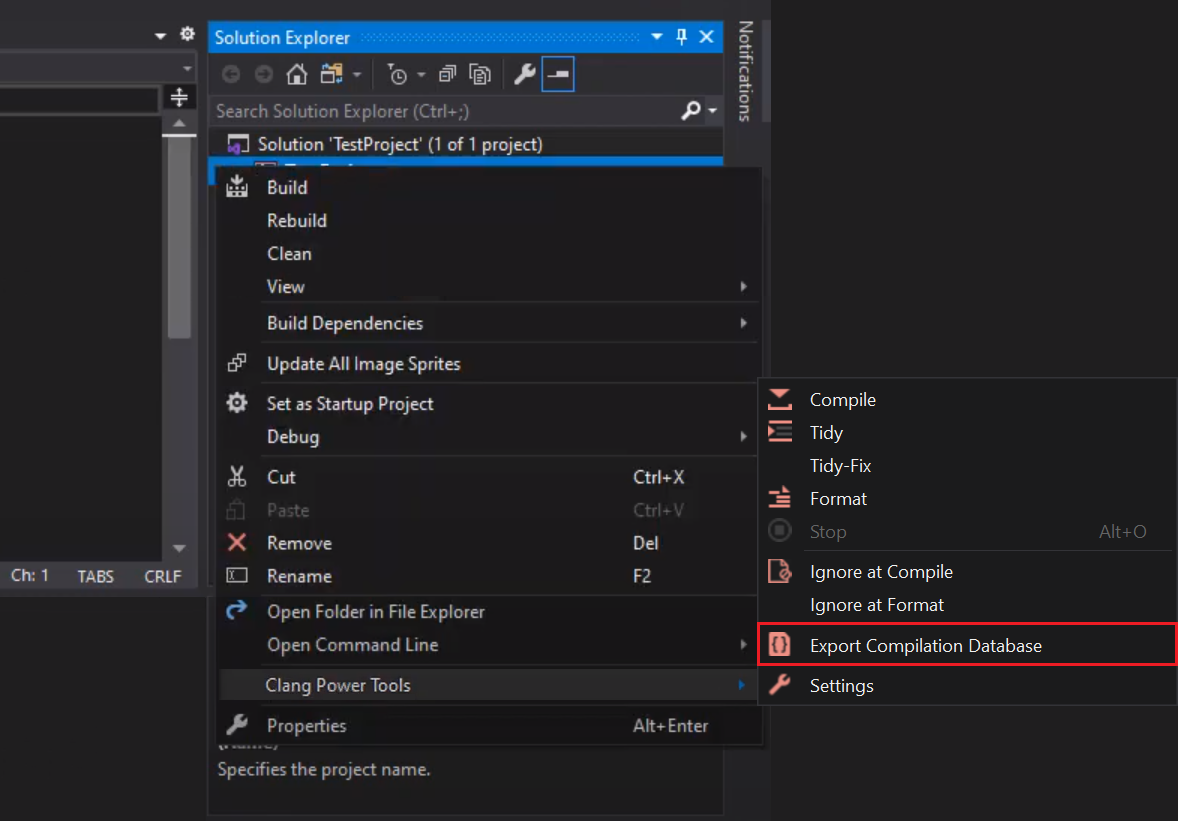 Solution Explorer
Notifications
Search Solution Explorer (Ctrl+;)
Solution 'TestProject' (1 of 1 project)
Build
Rebuild
Clean
View
Build Dependencies
Update All Image Sprites
Set as Startup Project
Debug
Cut Ctrl+X
Paste Ctrl+V
Remove Del
Rename F2
Open Folder in File Explorer
Open Command Line
Clang Power Tools
Properties Alt+Enter
Compile
Tidy
Tidy-Fix
Format
Stop Alt+O
Ignore at Compile
Ignore at Format
Export Compilation Database
Settings
Ch: 1 TABS CRLF
Specifies the project name.